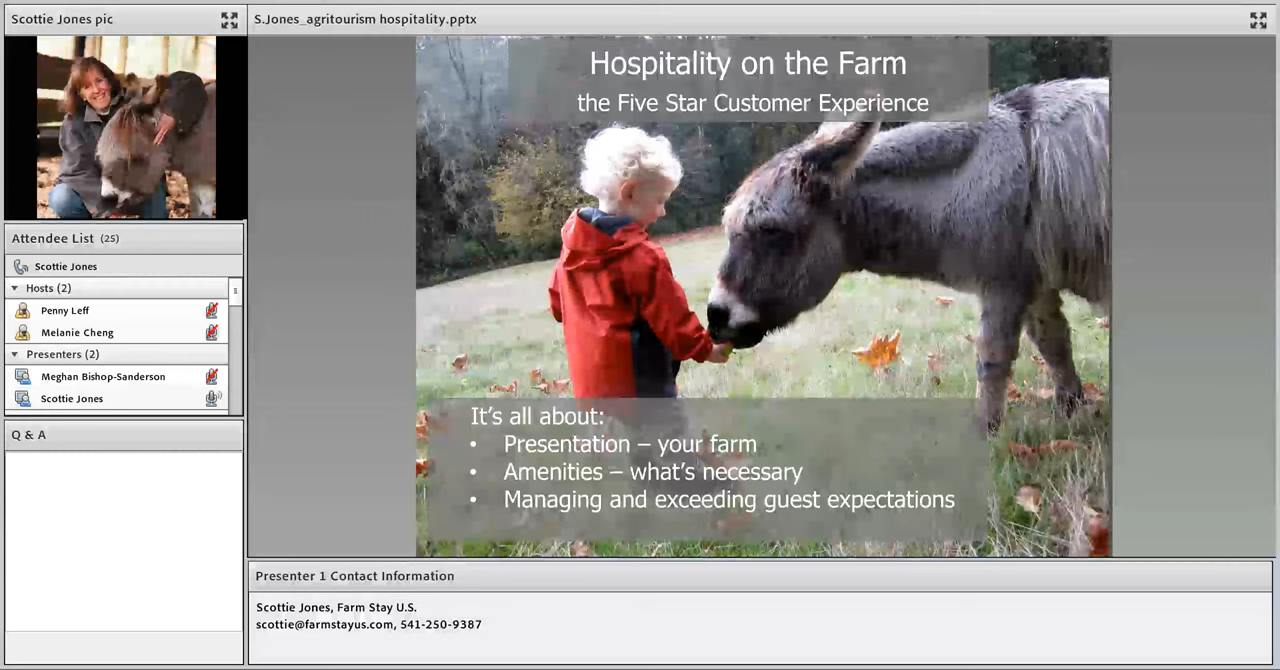 Scottie Jones pic
S.Jones_agritourism hospitality.pptx
Hospitality on the Farm
the Five Star Customer Experience
It's all about:
• Presentation – your farm
• Amenities – what's necessary
• Managing and exceeding guest expectations
Attendee List (25)
Scottie Jones
Hosts (2)
Penny Leff
Melanie Cheng
Presenters (2)
Meghan Bishop-Sanderson
Scottie Jones
Q & A
Presenter 1 Contact Information
Scottie Jones, Farm Stay U.S.
scottie@farmstayus.com, 541-250-9387